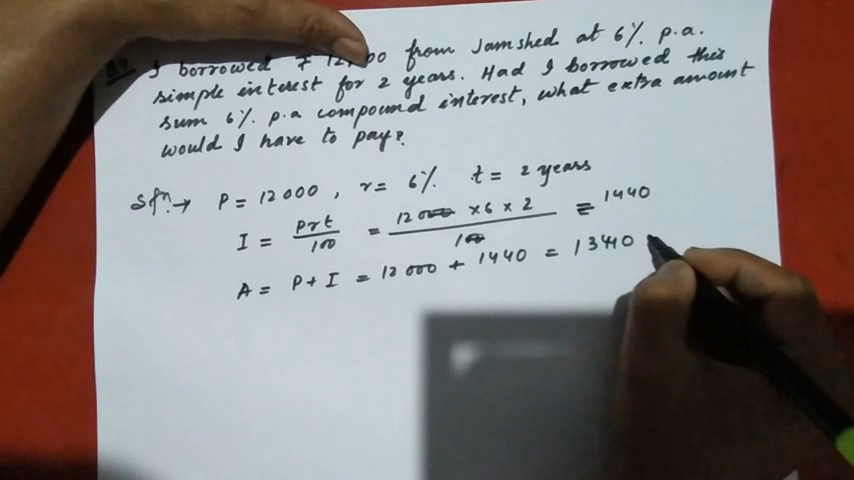 I borrowed ₹ 12,000 from Jamshed at 6% p.a.
simple interest for 2 years. Had I borrowed this
sum 6% p.a compound interest, what extra amount
would I have to pay?
Sol.n → P = 12000 , r = 6% t = 2 years
I = prt/100 = 12000 × 6 × 2/100 = 1440
A = P + I = 12000 + 1440 = 13440